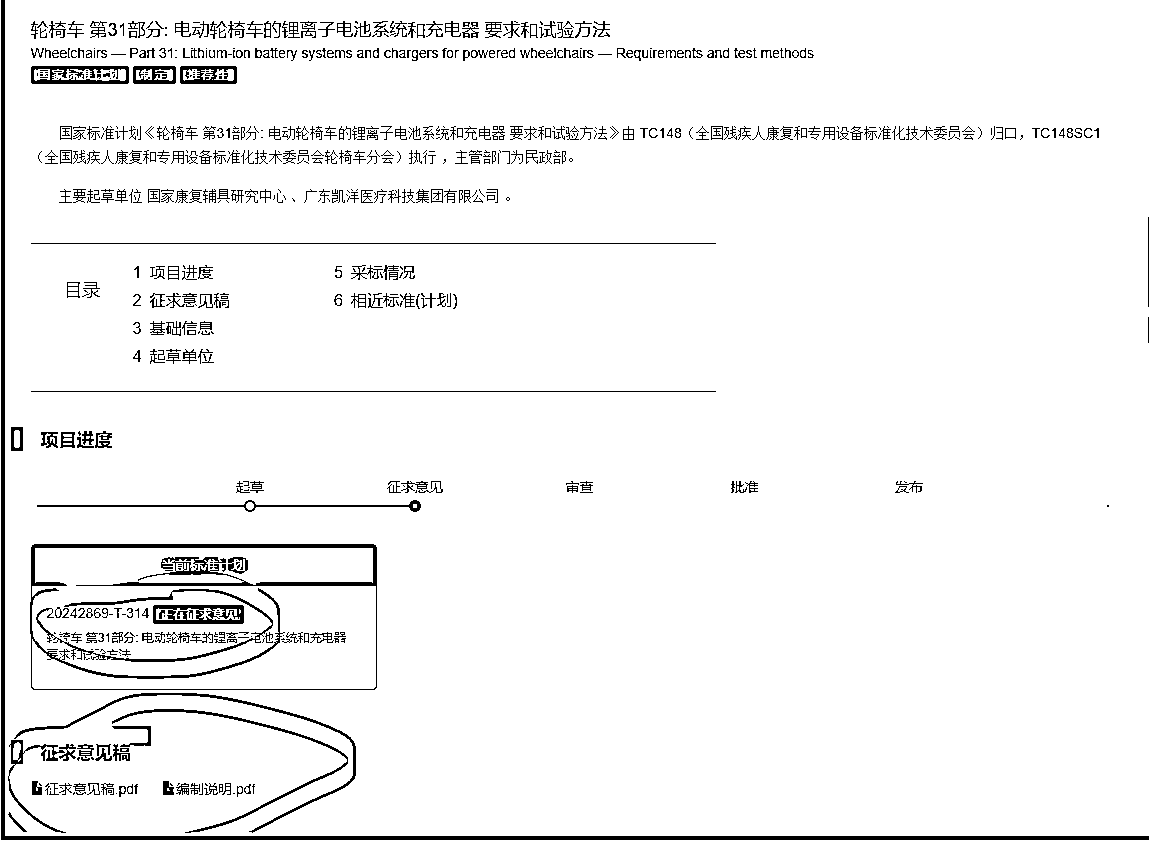 轮椅车 第31部分: 电动轮椅车的锂离子电池系统和充电器 要求和试验方法
Wheelchairs — Part 31: Lithium-ion battery systems and chargers for powered wheelchairs — Requirements and test methods
国家标准计划 制定 推荐性
国家标准计划《轮椅车 第31部分: 电动轮椅车的锂离子电池系统和充电器 要求和试验方法》由 TC148（全国残疾人康复和专用设备标准化技术委员会）归口，TC148SC1
（全国残疾人康复和专用设备标准化技术委员会轮椅车分会）执行 ，主管部门为民政部。
主要起草单位 国家康复辅具研究中心 、广东凯洋医疗科技集团有限公司 。
目录
1 项目进度
2 征求意见稿
3 基础信息
4 起草单位
5 采标情况
6 相近标准(计划)
项目进度
起草 征求意见 审查 批准 发布
当前标准计划
20242869-T-314 正在征求意见
轮椅车 第31部分: 电动轮椅车的锂离子电池系统和充电器
要求和试验方法
征求意见稿
征求意见稿.pdf 编制说明.pdf